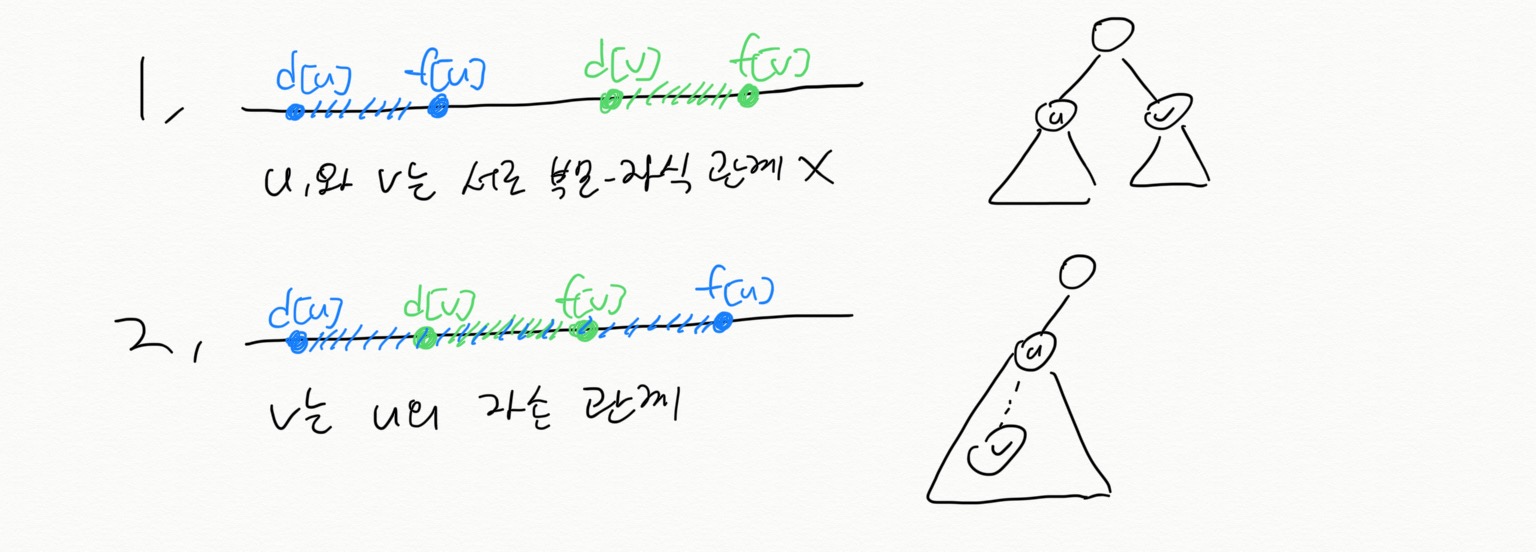 1,
d[u] f[u] d[v] f[v]
u
v
u,와 v는 서로 부모-자식 관계 X
2,
d[u] d[v] f[v] f[u]
u
v는 u의 자손 관계
v